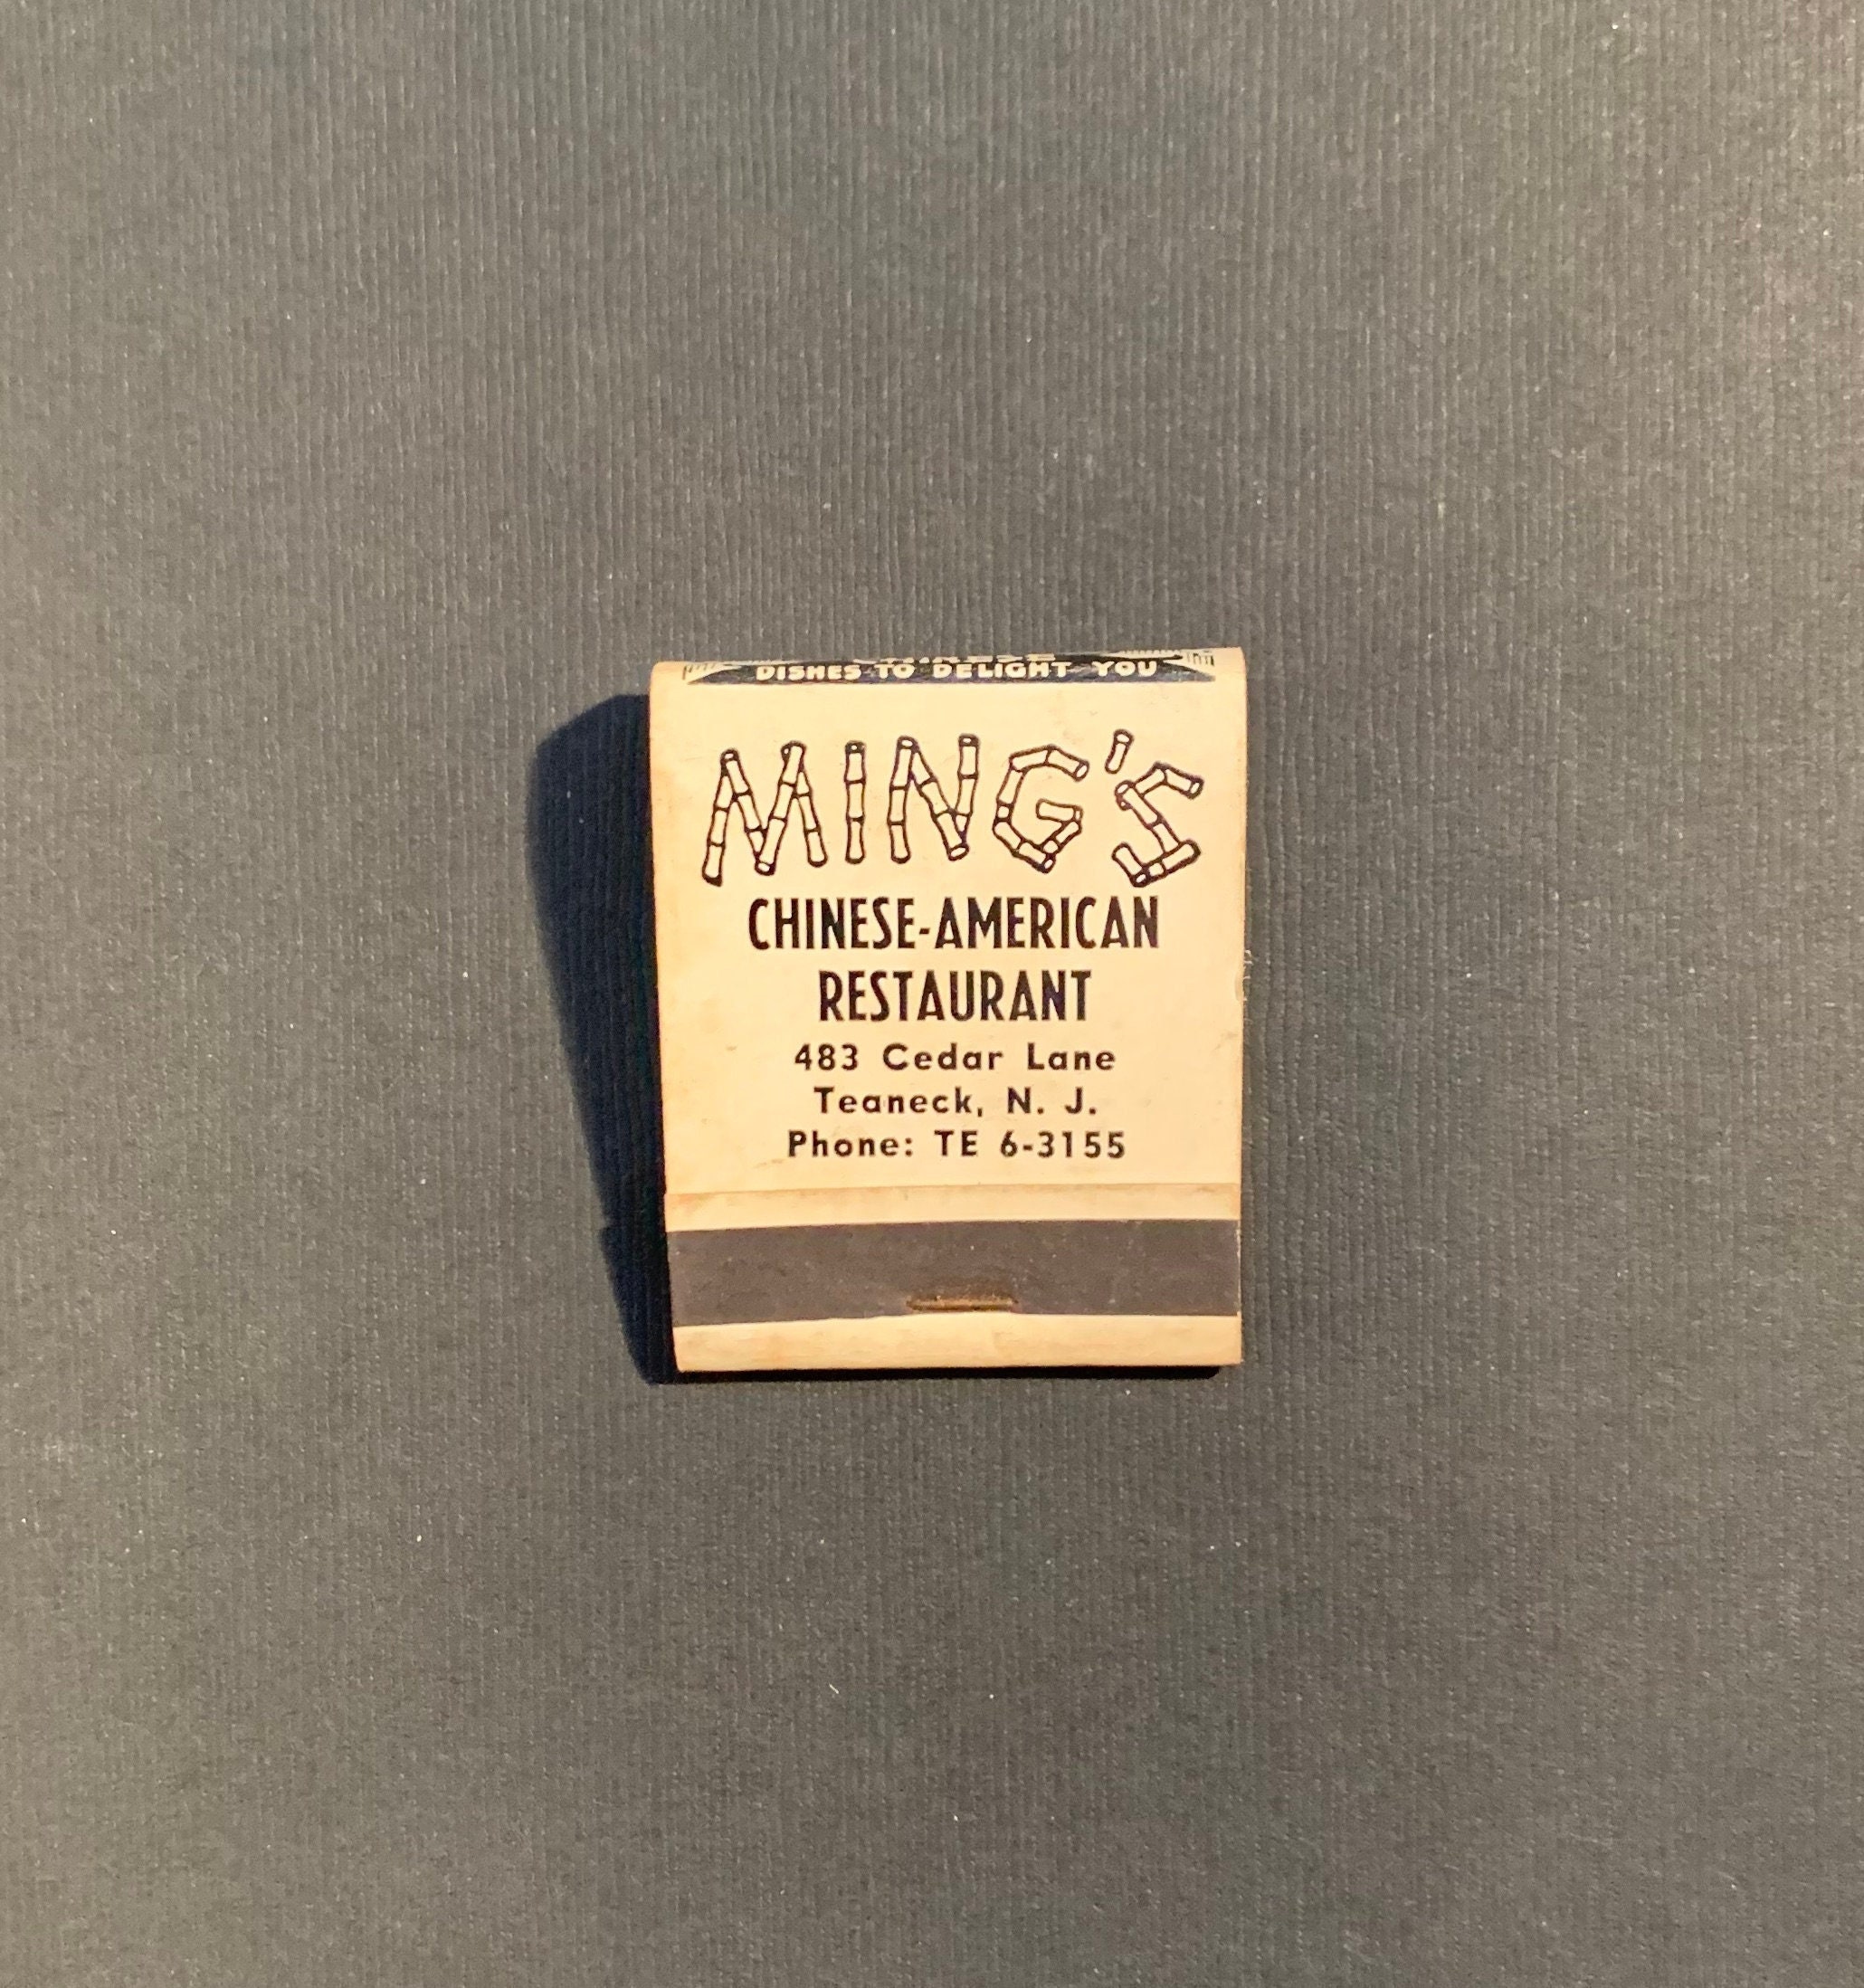 DISHES TO DELIGHT YOU
MING'S
CHINESE-AMERICAN
RESTAURANT
483 Cedar Lane
Teaneck, N. J.
Phone: TE 6-3155